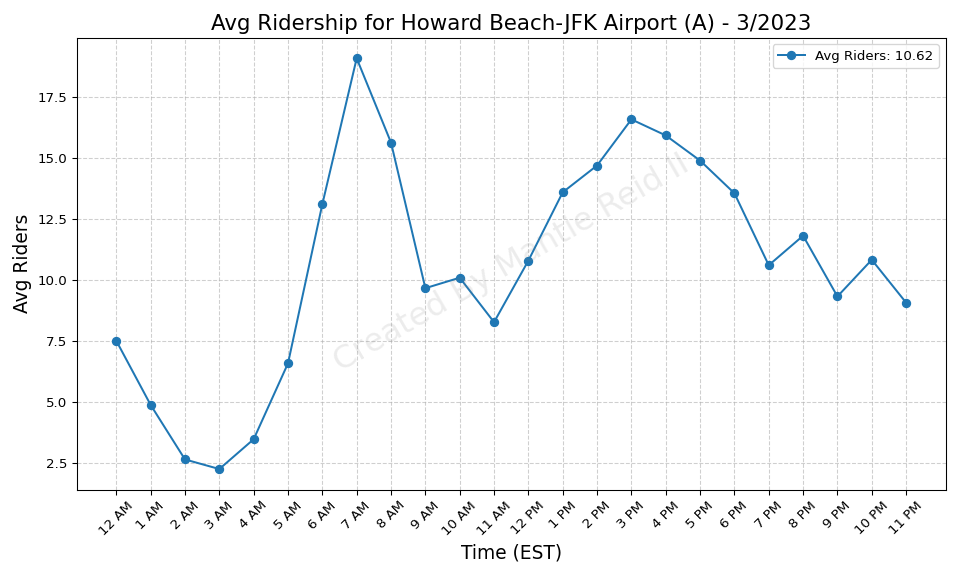 Avg Ridership for Howard Beach-JFK Airport (A) - 3/2023
Avg Riders: 10.62
17.5
15.0
12.5
10.0
7.5
5.0
2.5
Avg Riders
Created By Mantle Reid II
12 AM
1 AM
2 AM
3 AM
4 AM
5 AM
6 AM
7 AM
8 AM
9 AM
10 AM
11 AM
12 PM
1 PM
2 PM
3 PM
4 PM
5 PM
6 PM
7 PM
8 PM
9 PM
10 PM
11 PM
Time (EST)